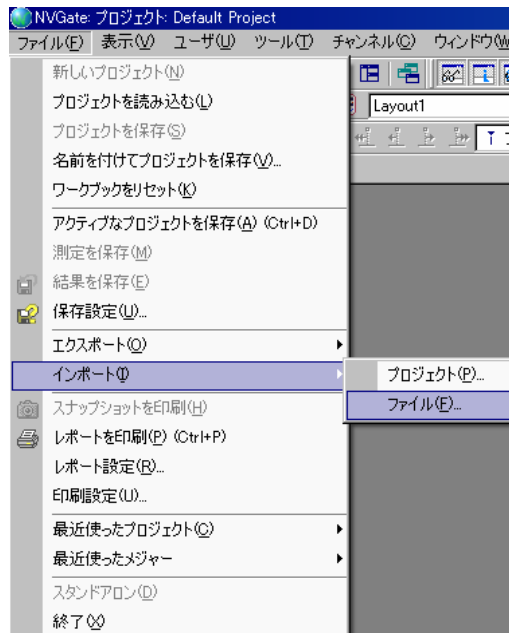 NVGate: プロジェクト: Default Project
ファイル(F) 表示(V) ユーザ(U) ツール(T) チャンネル(C) ウィンドウ(W
新しいプロジェクト(N)
プロジェクトを読み込む(L)
Layout1
プロジェクトを保存(S)
名前を付けてプロジェクトを保存(V)...
ワークブックをリセット(K)
アクティブなプロジェクトを保存(A) (Ctrl+D)
測定を保存(M)
結果を保存(E)
保存設定(U)...
エクスポート(O)
インポート(I)
プロジェクト(P)...
ファイル(F)...
スナップショットを印刷(H)
レポートを印刷(P) (Ctrl+P)
レポート設定(R)...
印刷設定(U)...
最近使ったプロジェクト(C)
最近使ったメジャー
スタンドアロン(D)
終了(X)